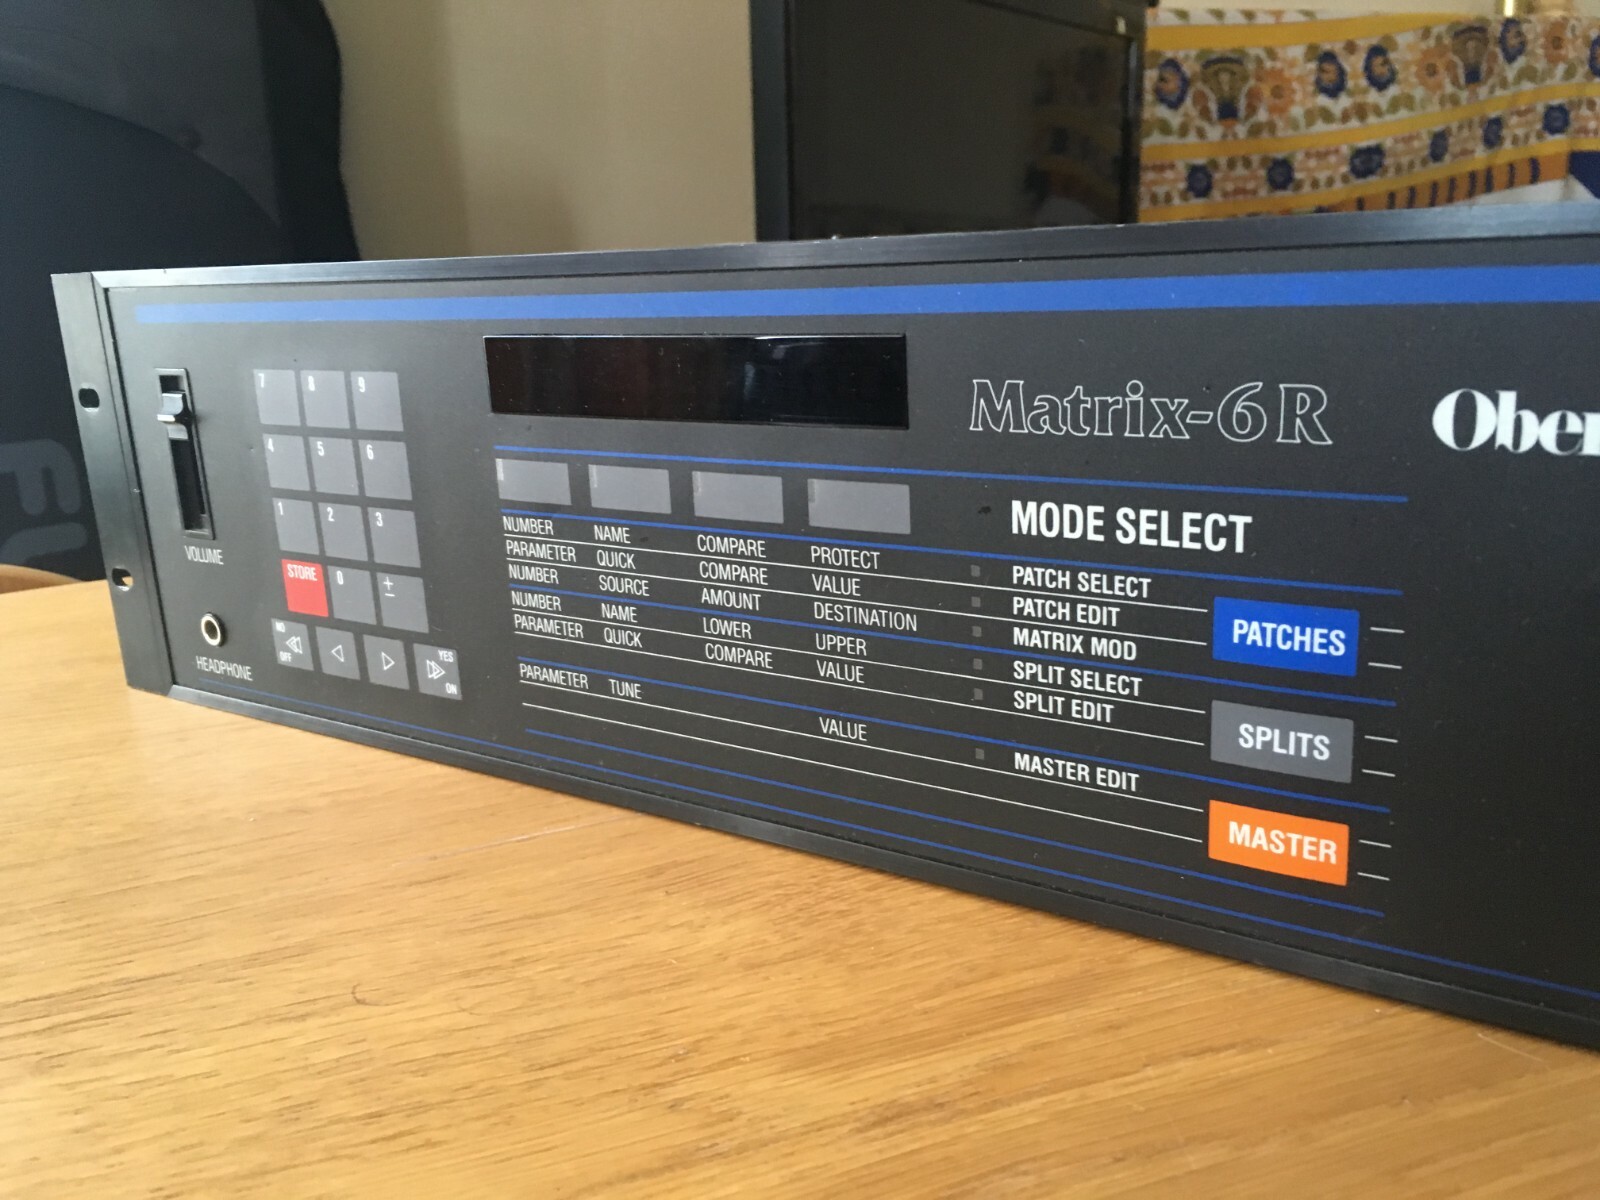 Matrix-6R
Ober
7 8 9
4 5 6
1 2 3
STORE 0 ±
NO OFF YES ON
VOLUME
HEADPHONE
MODE SELECT
NUMBER NAME COMPARE PROTECT PATCH SELECT
PARAMETER QUICK COMPARE VALUE PATCH EDIT
NUMBER SOURCE AMOUNT DESTINATION MATRIX MOD
NUMBER NAME LOWER UPPER SPLIT SELECT
PARAMETER QUICK COMPARE VALUE SPLIT EDIT
PARAMETER TUNE VALUE MASTER EDIT
PATCHES
SPLITS
MASTER